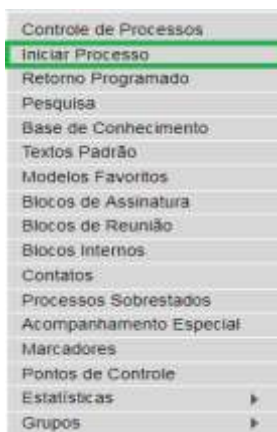 Controle de Processos
Iniciar Processo
Retorno Programado
Pesquisa
Base de Conhecimento
Textos Padrão
Modelos Favoritos
Blocos de Assinatura
Blocos de Reunião
Blocos Internos
Contatos
Processos Sobrestados
Acompanhamento Especial
Marcadores
Pontos de Controle
Estatísticas
Grupos